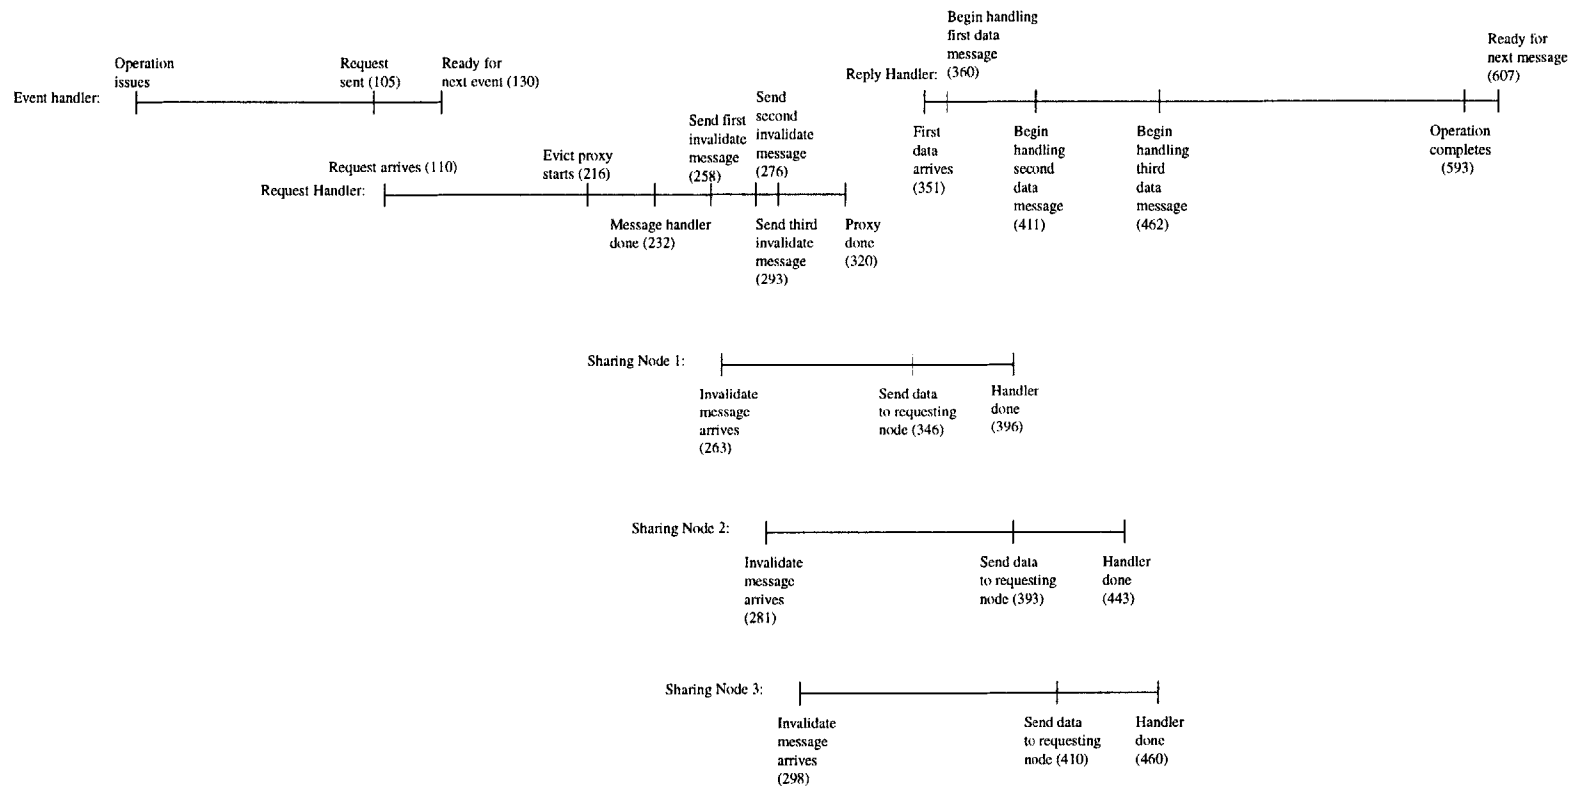 Event handler:
Operation
issues
Request
sent (105)
Ready for
next event (130)
Reply Handler:
Begin handling
first data
message
(360)
Ready for
next message
(607)
First
data
arrives
(351)
Begin
handling
second
data
message
(411)
Begin
handling
third
data
message
(462)
Operation
completes
(593)
Request Handler:
Request arrives (110)
Evict proxy
starts (216)
Message handler
done (232)
Send first
invalidate
message
(258)
Send
second
invalidate
message
(276)
Send third
invalidate
message
(293)
Proxy
done
(320)
Sharing Node 1:
Invalidate
message
arrives
(263)
Send data
to requesting
node (346)
Handler
done
(396)
Sharing Node 2:
Invalidate
message
arrives
(281)
Send data
to requesting
node (393)
Handler
done
(443)
Sharing Node 3:
Invalidate
message
arrives
(298)
Send data
to requesting
node (410)
Handler
done
(460)